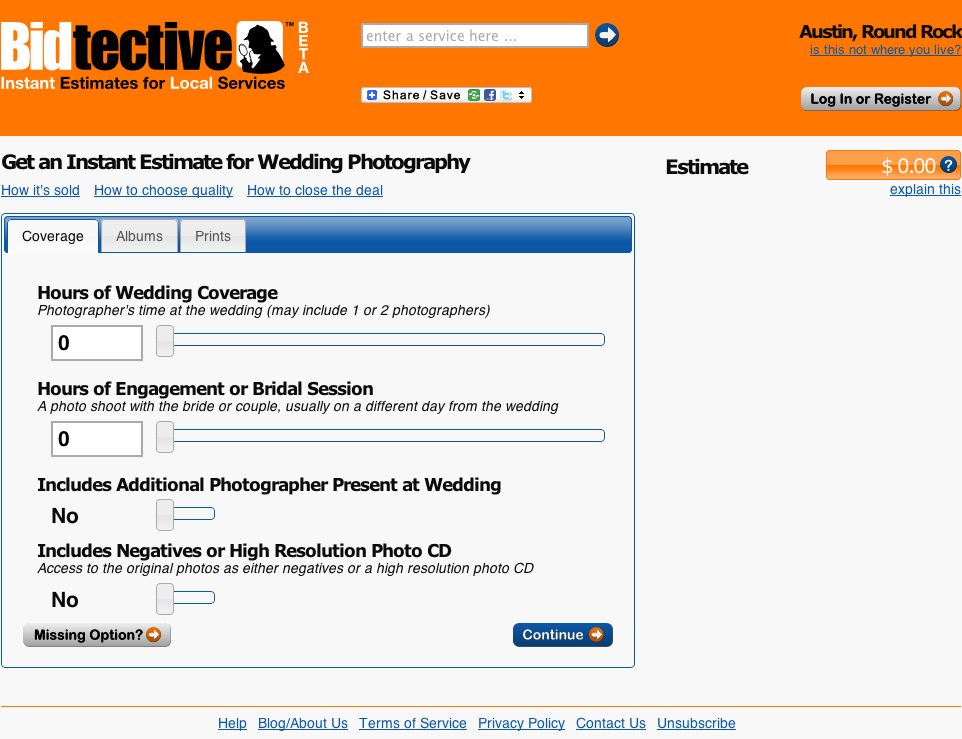 Bidtective™
BETA
Instant Estimates for Local Services
enter a service here ...
Share / Save
Austin, Round Rock
is this not where you live?
Log In or Register
Get an Instant Estimate for Wedding Photography
How it's sold How to choose quality How to close the deal
Estimate
$ 0.00 ?
explain this
Coverage Albums Prints
Hours of Wedding Coverage
Photographer's time at the wedding (may include 1 or 2 photographers)
0
Hours of Engagement or Bridal Session
A photo shoot with the bride or couple, usually on a different day from the wedding
0
Includes Additional Photographer Present at Wedding
No
Includes Negatives or High Resolution Photo CD
Access to the original photos as either negatives or a high resolution photo CD
No
Missing Option?
Continue
Help Blog/About Us Terms of Service Privacy Policy Contact Us Unsubscribe